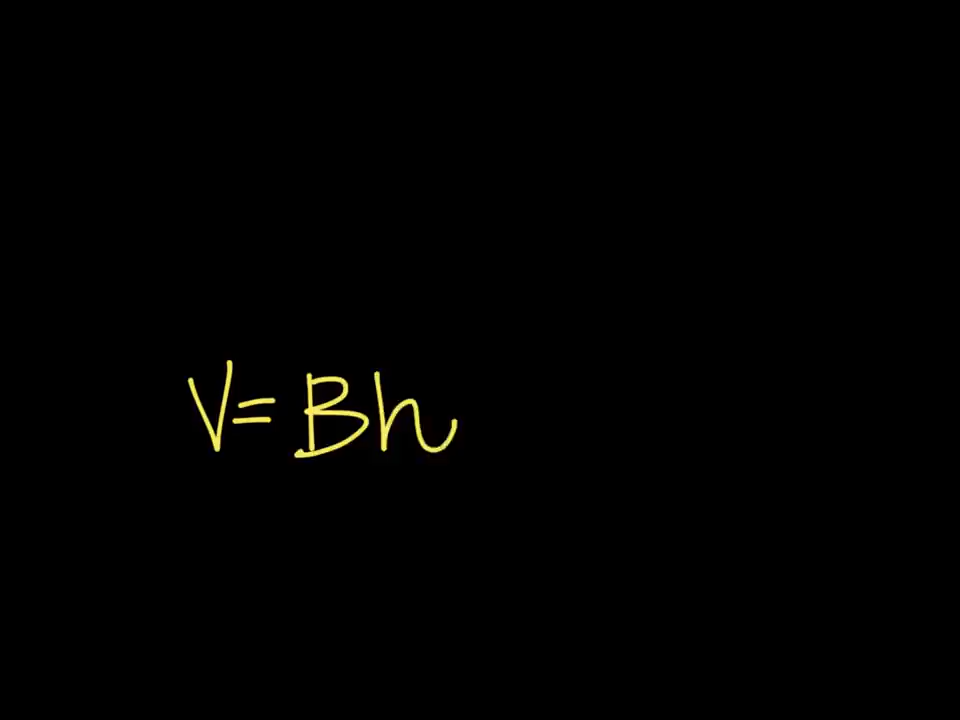 V = Bh